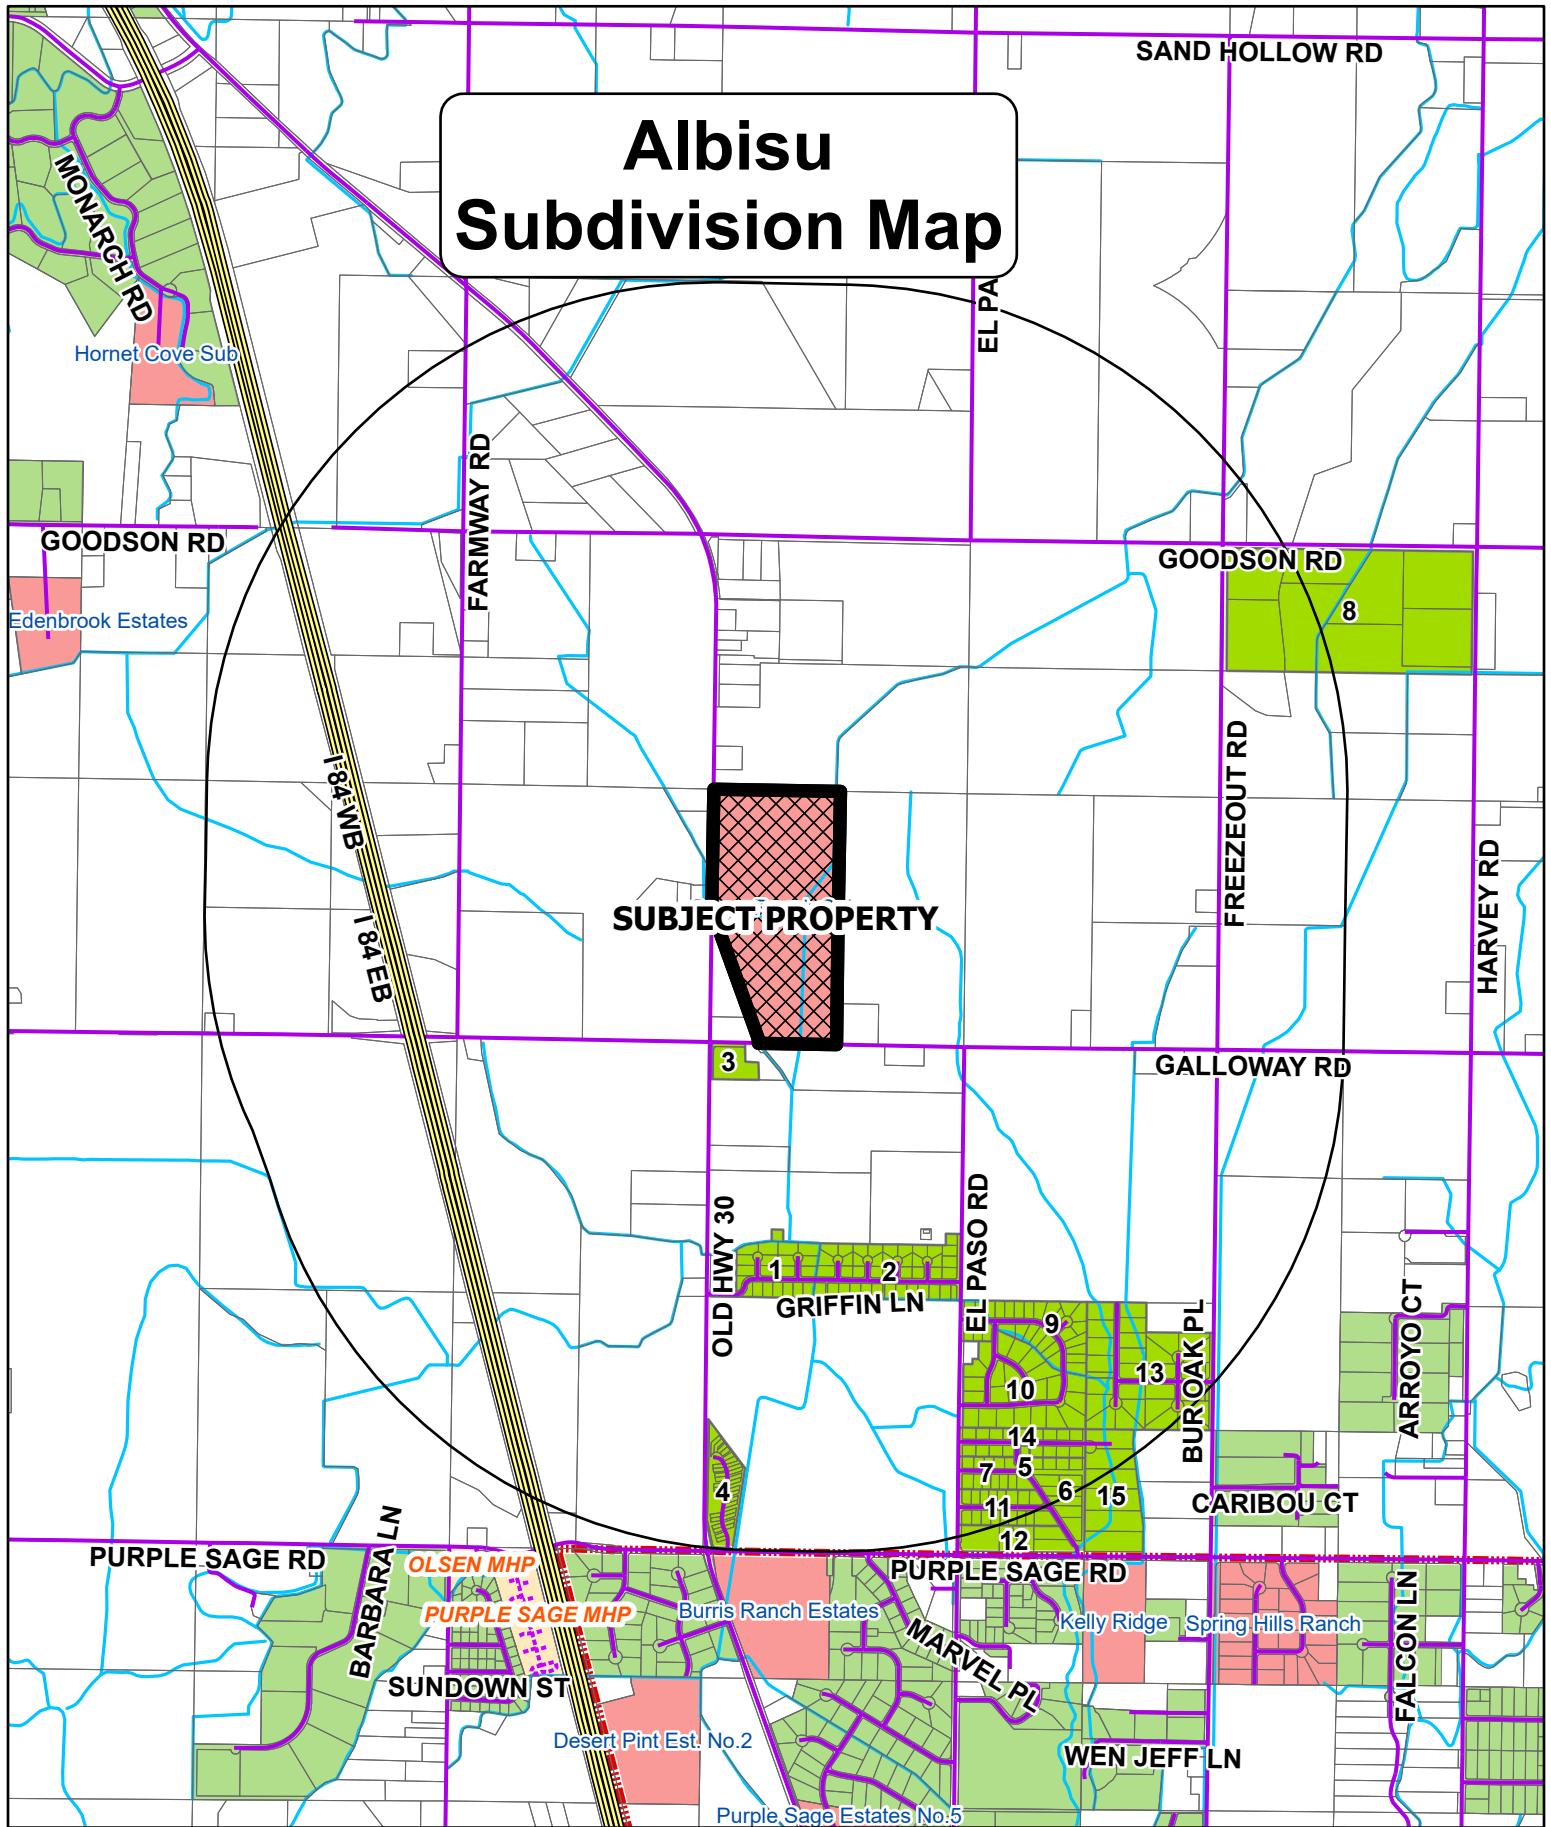 SAND HOLLOW RD
Albisu
Subdivision Map
MONARCH RD
EL PA
Hornet Cove Sub
FARMWAY RD
GOODSON RD
GOODSON RD
8
Edenbrook Estates
I 84 WB
FREEZEOUT RD
HARVEY RD
SUBJECT PROPERTY
I 84 EB
3
GALLOWAY RD
OLD HWY 30
EL PASO RD
1
2
GRIFFIN LN
9
BUR OAK PL
ARROYO CT
13
10
14
5
7
4
6
15
11
CARIBOU CT
12
PURPLE SAGE RD
BARBARA LN
OLSEN MHP
PURPLE SAGE RD
PURPLE SAGE MHP
Burris Ranch Estates
Kelly Ridge
Spring Hills Ranch
MARVEL PL
FALCON LN
SUNDOWN ST
Desert Pint Est. No.2
WEN JEFF LN
Purple Sage Estates No.5